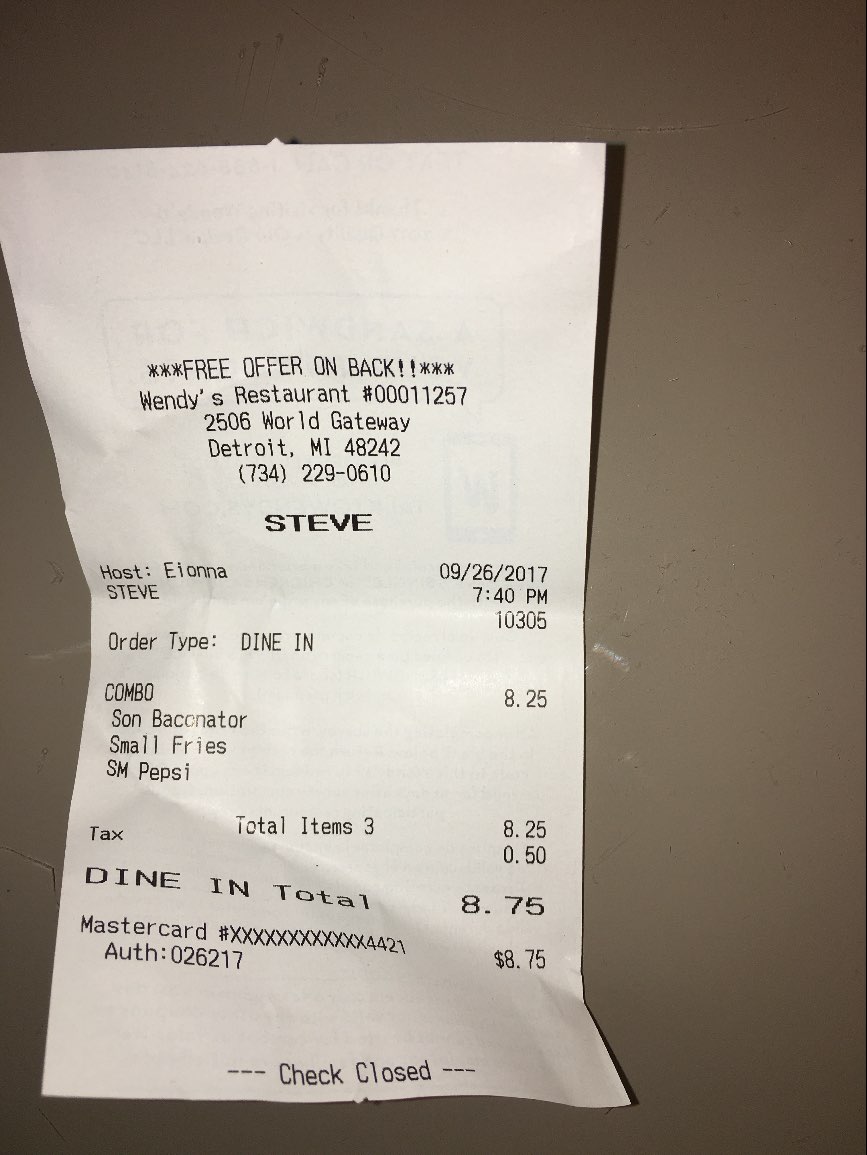 ***FREE OFFER ON BACK!!***
Wendy's Restaurant #00011257
2506 World Gateway
Detroit, MI 48242
(734) 229-0610
STEVE
Host: Eionna 09/26/2017
STEVE 7:40 PM
10305
Order Type: DINE IN
COMBO 8.25
Son Baconator
Small Fries
SM Pepsi
Total Items 3 8.25
Tax 0.50
DINE IN Total 8.75
Mastercard #XXXXXXXXXXXX4421
Auth:026217 $8.75
--- Check Closed ---